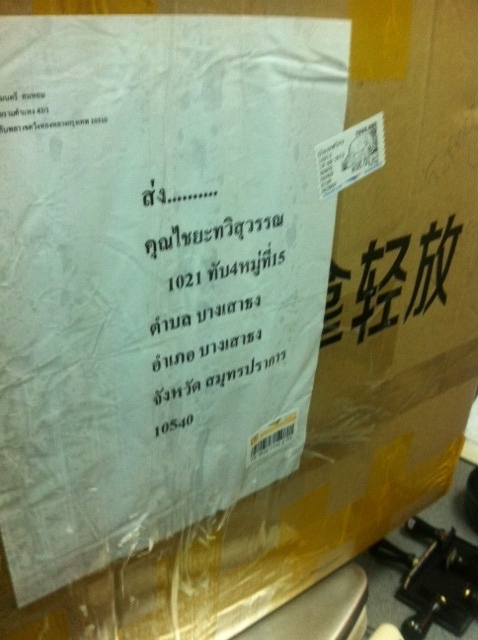 ส่ง..........
คุณไชยะทวิสุวรรณ
1021 ทับ4หมู่ที่15
ตำบล บางเสาธง
อำเภอ บางเสาธง
จังหวัด สมุทรปราการ
10540
轻放